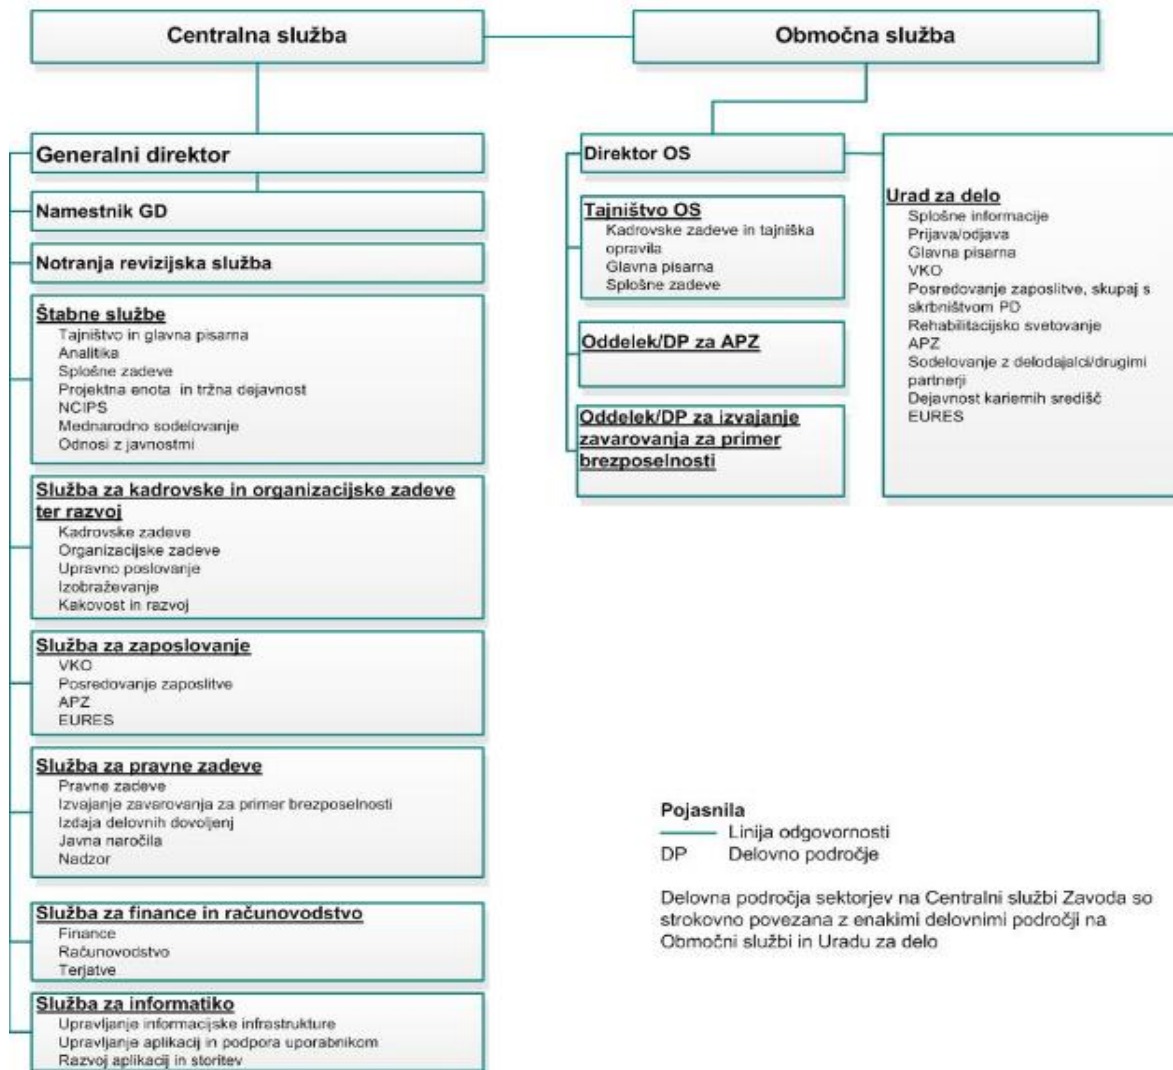 Centralna služba
Območna služba
Generalni direktor
Namestnik GD
Notranja revizijska služba
Štabne službe
Tajništvo in glavna pisarna
Analitika
Splošne zadeve
Projektna enota in tržna dejavnost
NCIPS
Mednarodno sodelovanje
Odnosi z javnostmi
Služba za kadrovske in organizacijske zadeve
ter razvoj
Kadrovske zadeve
Organizacijske zadeve
Upravno poslovanje
Izobraževanje
Kakovost in razvoj
Služba za zaposlovanje
VKO
Posredovanje zaposlitve
APZ
EURES
Služba za pravne zadeve
Pravne zadeve
Izvajanje zavarovanja za primer brezposelnosti
Izdaja delovnih dovoljenj
Javna naročila
Nadzor
Služba za finance in računovodstvo
Finance
Računovodstvo
Terjatve
Služba za informatiko
Upravljanje informacijske infrastrukture
Upravljanje aplikacij in podpora uporabnikom
Razvoj aplikacij in storitev
Direktor OS
Tajništvo OS
Kadrovske zadeve in tajniška
opravila
Glavna pisarna
Splošne zadeve
Oddelek/DP za APZ
Oddelek/DP za izvajanje
zavarovanja za primer
brezposelnosti
Urad za delo
Splošne informacije
Prijava/odjava
Glavna pisarna
VKO
Posredovanje zaposlitve, skupaj s
skrbništvom PD
Rehabilitacijsko svetovanje
APZ
Sodelovanje z delodajalci/drugimi
partnerji
Dejavnost kariernih središč
EURES
Pojasnila
Linija odgovornosti
DP Delovno področje
Delovna področja sektorjev na Centralni službi Zavoda so
strokovno povezana z enakimi delovnimi področji na
Območni službi in Uradu za delo